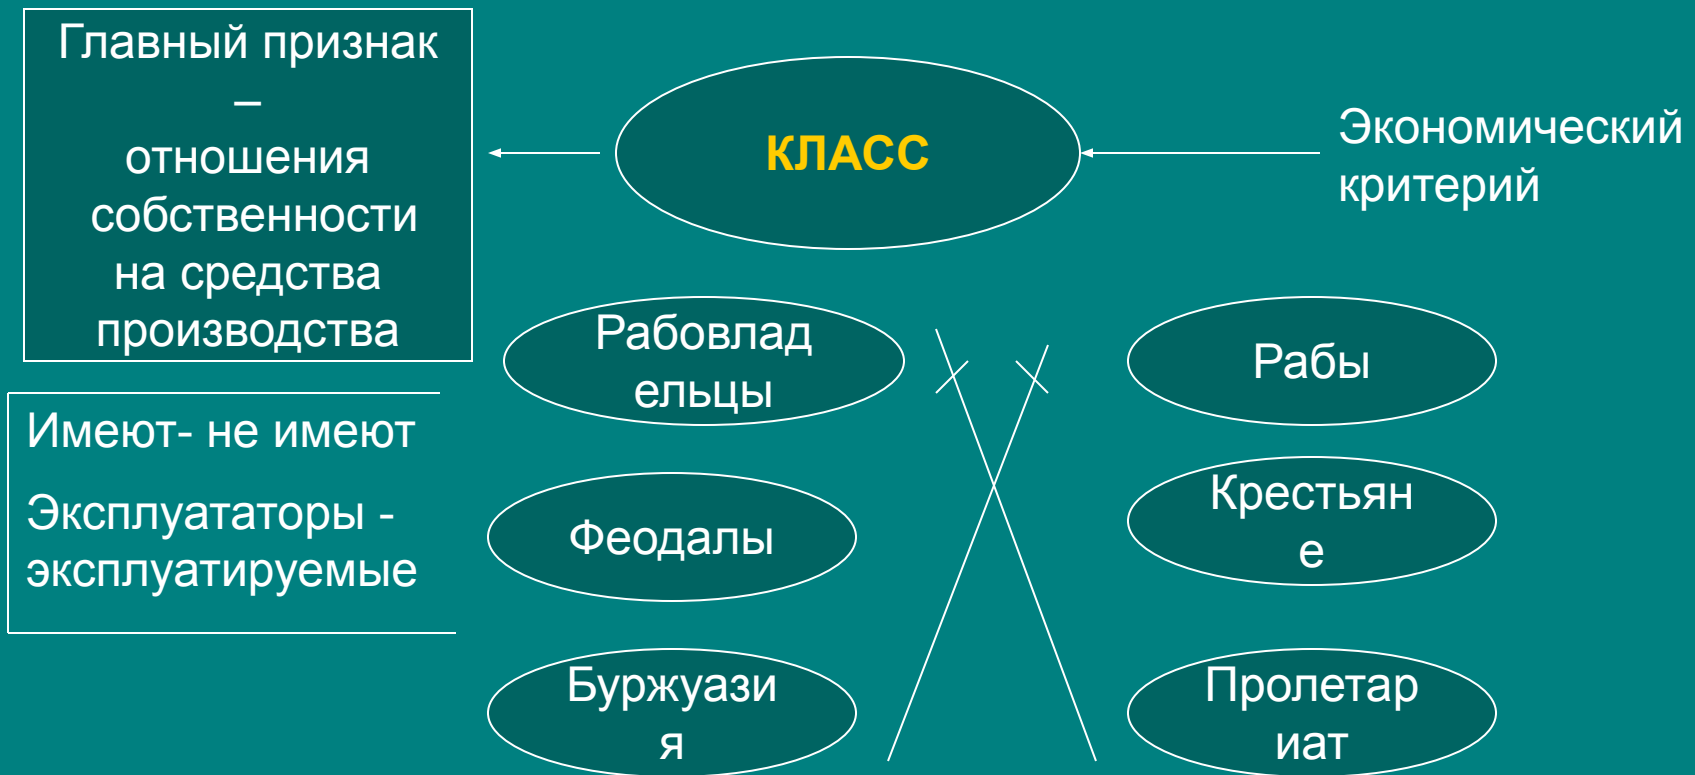 Главный признак
–
отношения
собственности
на средства
производства
КЛАСС
Экономический
критерий
Имеют- не имеют
Эксплуататоры -
эксплуатируемые
Рабовлад
ельцы
Рабы
Феодалы
Крестьян
е
Буржуази
я
Пролетар
иат